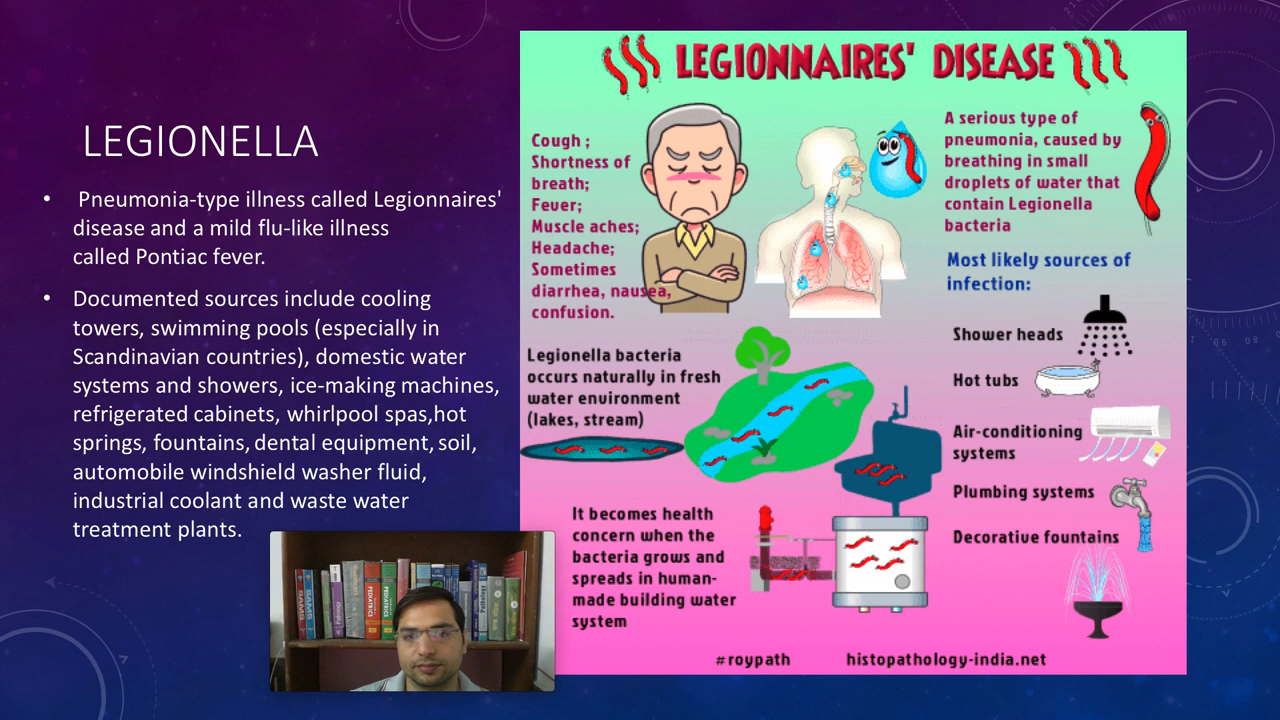 LEGIONELLA
• Pneumonia-type illness called Legionnaires'
disease and a mild flu-like illness
called Pontiac fever.
• Documented sources include cooling
towers, swimming pools (especially in
Scandinavian countries), domestic water
systems and showers, ice-making machines,
refrigerated cabinets, whirlpool spas,hot
springs, fountains, dental equipment, soil,
automobile windshield washer fluid,
industrial coolant and waste water
treatment plants.
LEGIONNAIRES' DISEASE
Cough ;
Shortness of
breath;
Fever;
Muscle aches;
Headache;
Sometimes
diarrhea, nausea,
confusion.
A serious type of
pneumonia, caused by
breathing in small
droplets of water that
contain Legionella
bacteria
Most likely sources of
infection:
Shower heads
Hot tubs
Air-conditioning
systems
Plumbing systems
Decorative fountains
Legionella bacteria
occurs naturally in fresh
water environment
(lakes, stream)
It becomes health
concern when the
bacteria grows and
spreads in human-
made building water
system
#roypath
histopathology-india.net
SAMS
SAMS
PEDIATRICS
PEDIATRICS